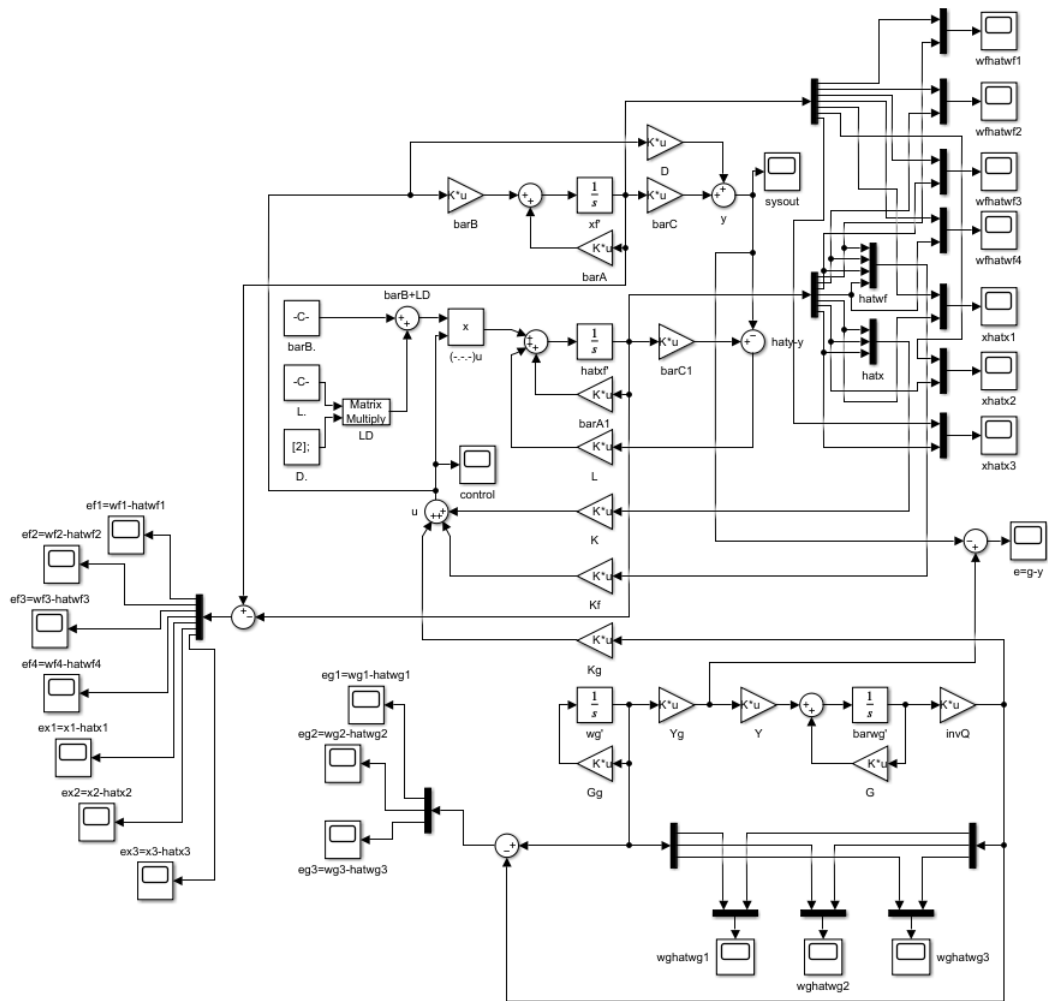 wfhatwf1
wfhatwf2
K*u
D
wfhatwf3
K*u
barB
++
1
s
xf'
K*u
barC
++
y
sysout
wfhatwf4
K*u
barA
hatwf
barB+LD
-C-
barB.
++
x
(-.-.-)u
+
+
+
1
s
hatxf'
K*u
barC1
+−
haty-y
hatx
xhatx1
-C-
L.
Matrix
Multiply
LD
K*u
barA1
xhatx2
[2];
D.
K*u
L
xhatx3
control
u
+++
K*u
K
ef1=wf1-hatwf1
ef2=wf2-hatwf2
−+
e=g-y
K*u
Kf
ef3=wf3-hatwf3
+−
K*u
Kg
ef4=wf4-hatwf4
eg1=wg1-hatwg1
1
s
wg'
K*u
Yg
K*u
Y
++
1
s
barwg'
K*u
invQ
ex1=x1-hatx1
eg2=wg2-hatwg2
K*u
Gg
K*u
G
ex2=x2-hatx2
eg3=wg3-hatwg3
−+
ex3=x3-hatx3
wghatwg1
wghatwg2
wghatwg3